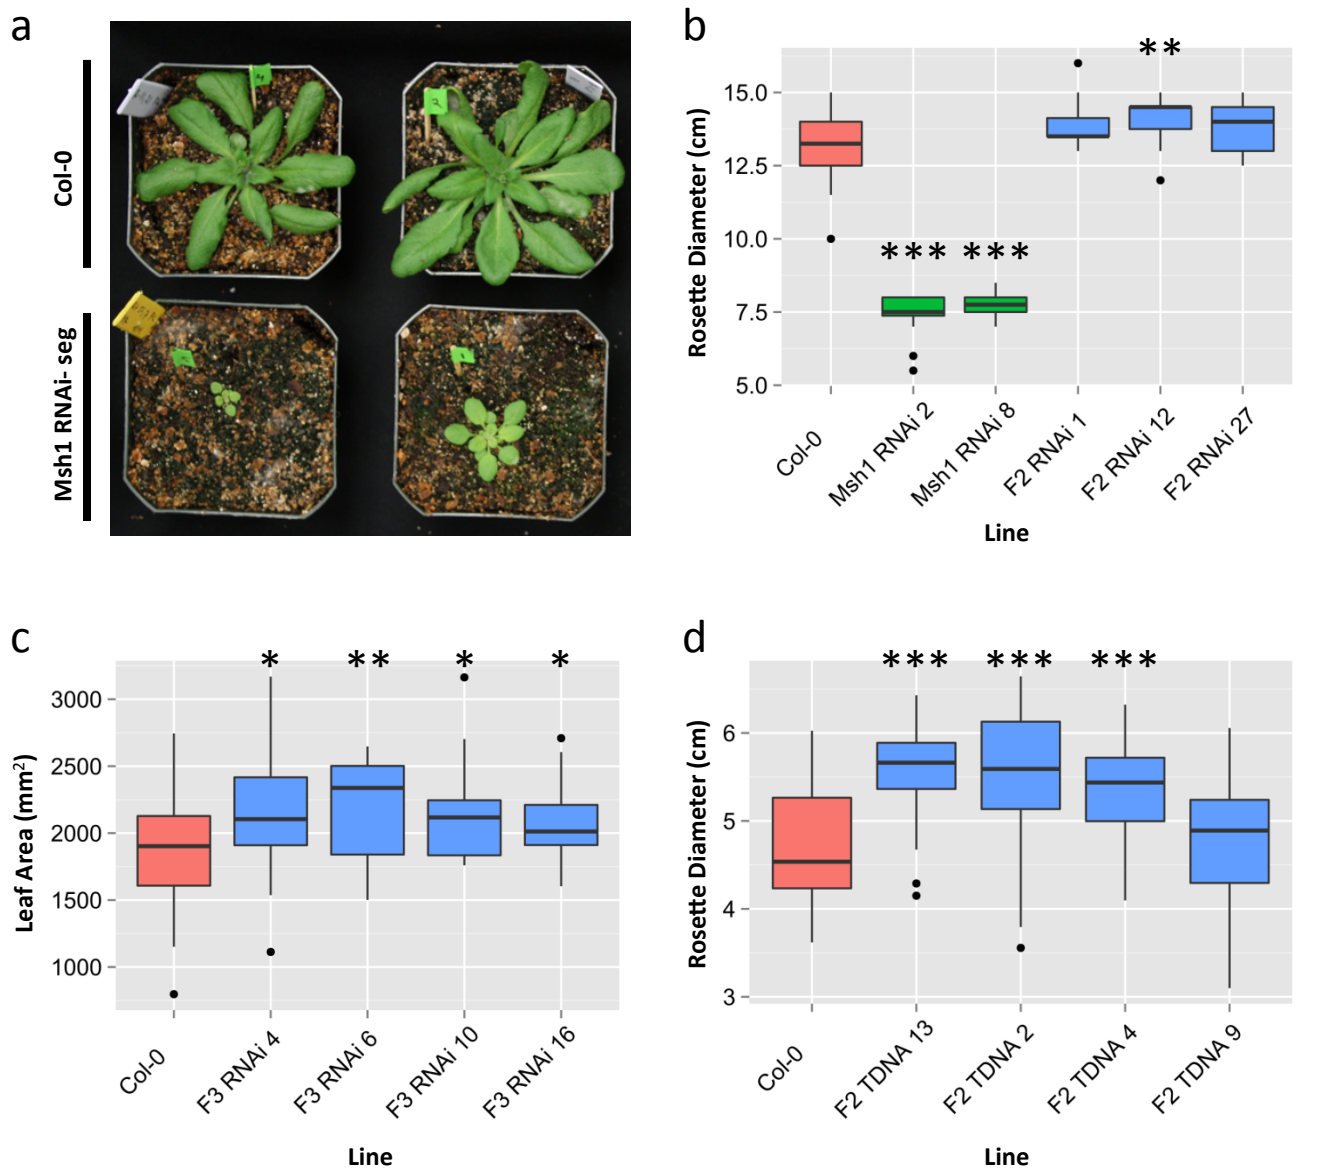 a
Col-0
Msh1 RNAi- seg
b
**
*** ***
Rosette Diameter (cm)
15.0
12.5
10.0
7.5
5.0
Col-0
Msh1 RNAi 2
Msh1 RNAi 8
F2 RNAi 1
F2 RNAi 12
F2 RNAi 27
Line
c
* ** * *
Leaf Area (mm²)
3000
2500
2000
1500
1000
Col-0
F3 RNAi 4
F3 RNAi 6
F3 RNAi 10
F3 RNAi 16
Line
d
*** *** ***
Rosette Diameter (cm)
6
5
4
3
Col-0
F2 TDNA 13
F2 TDNA 2
F2 TDNA 4
F2 TDNA 9
Line